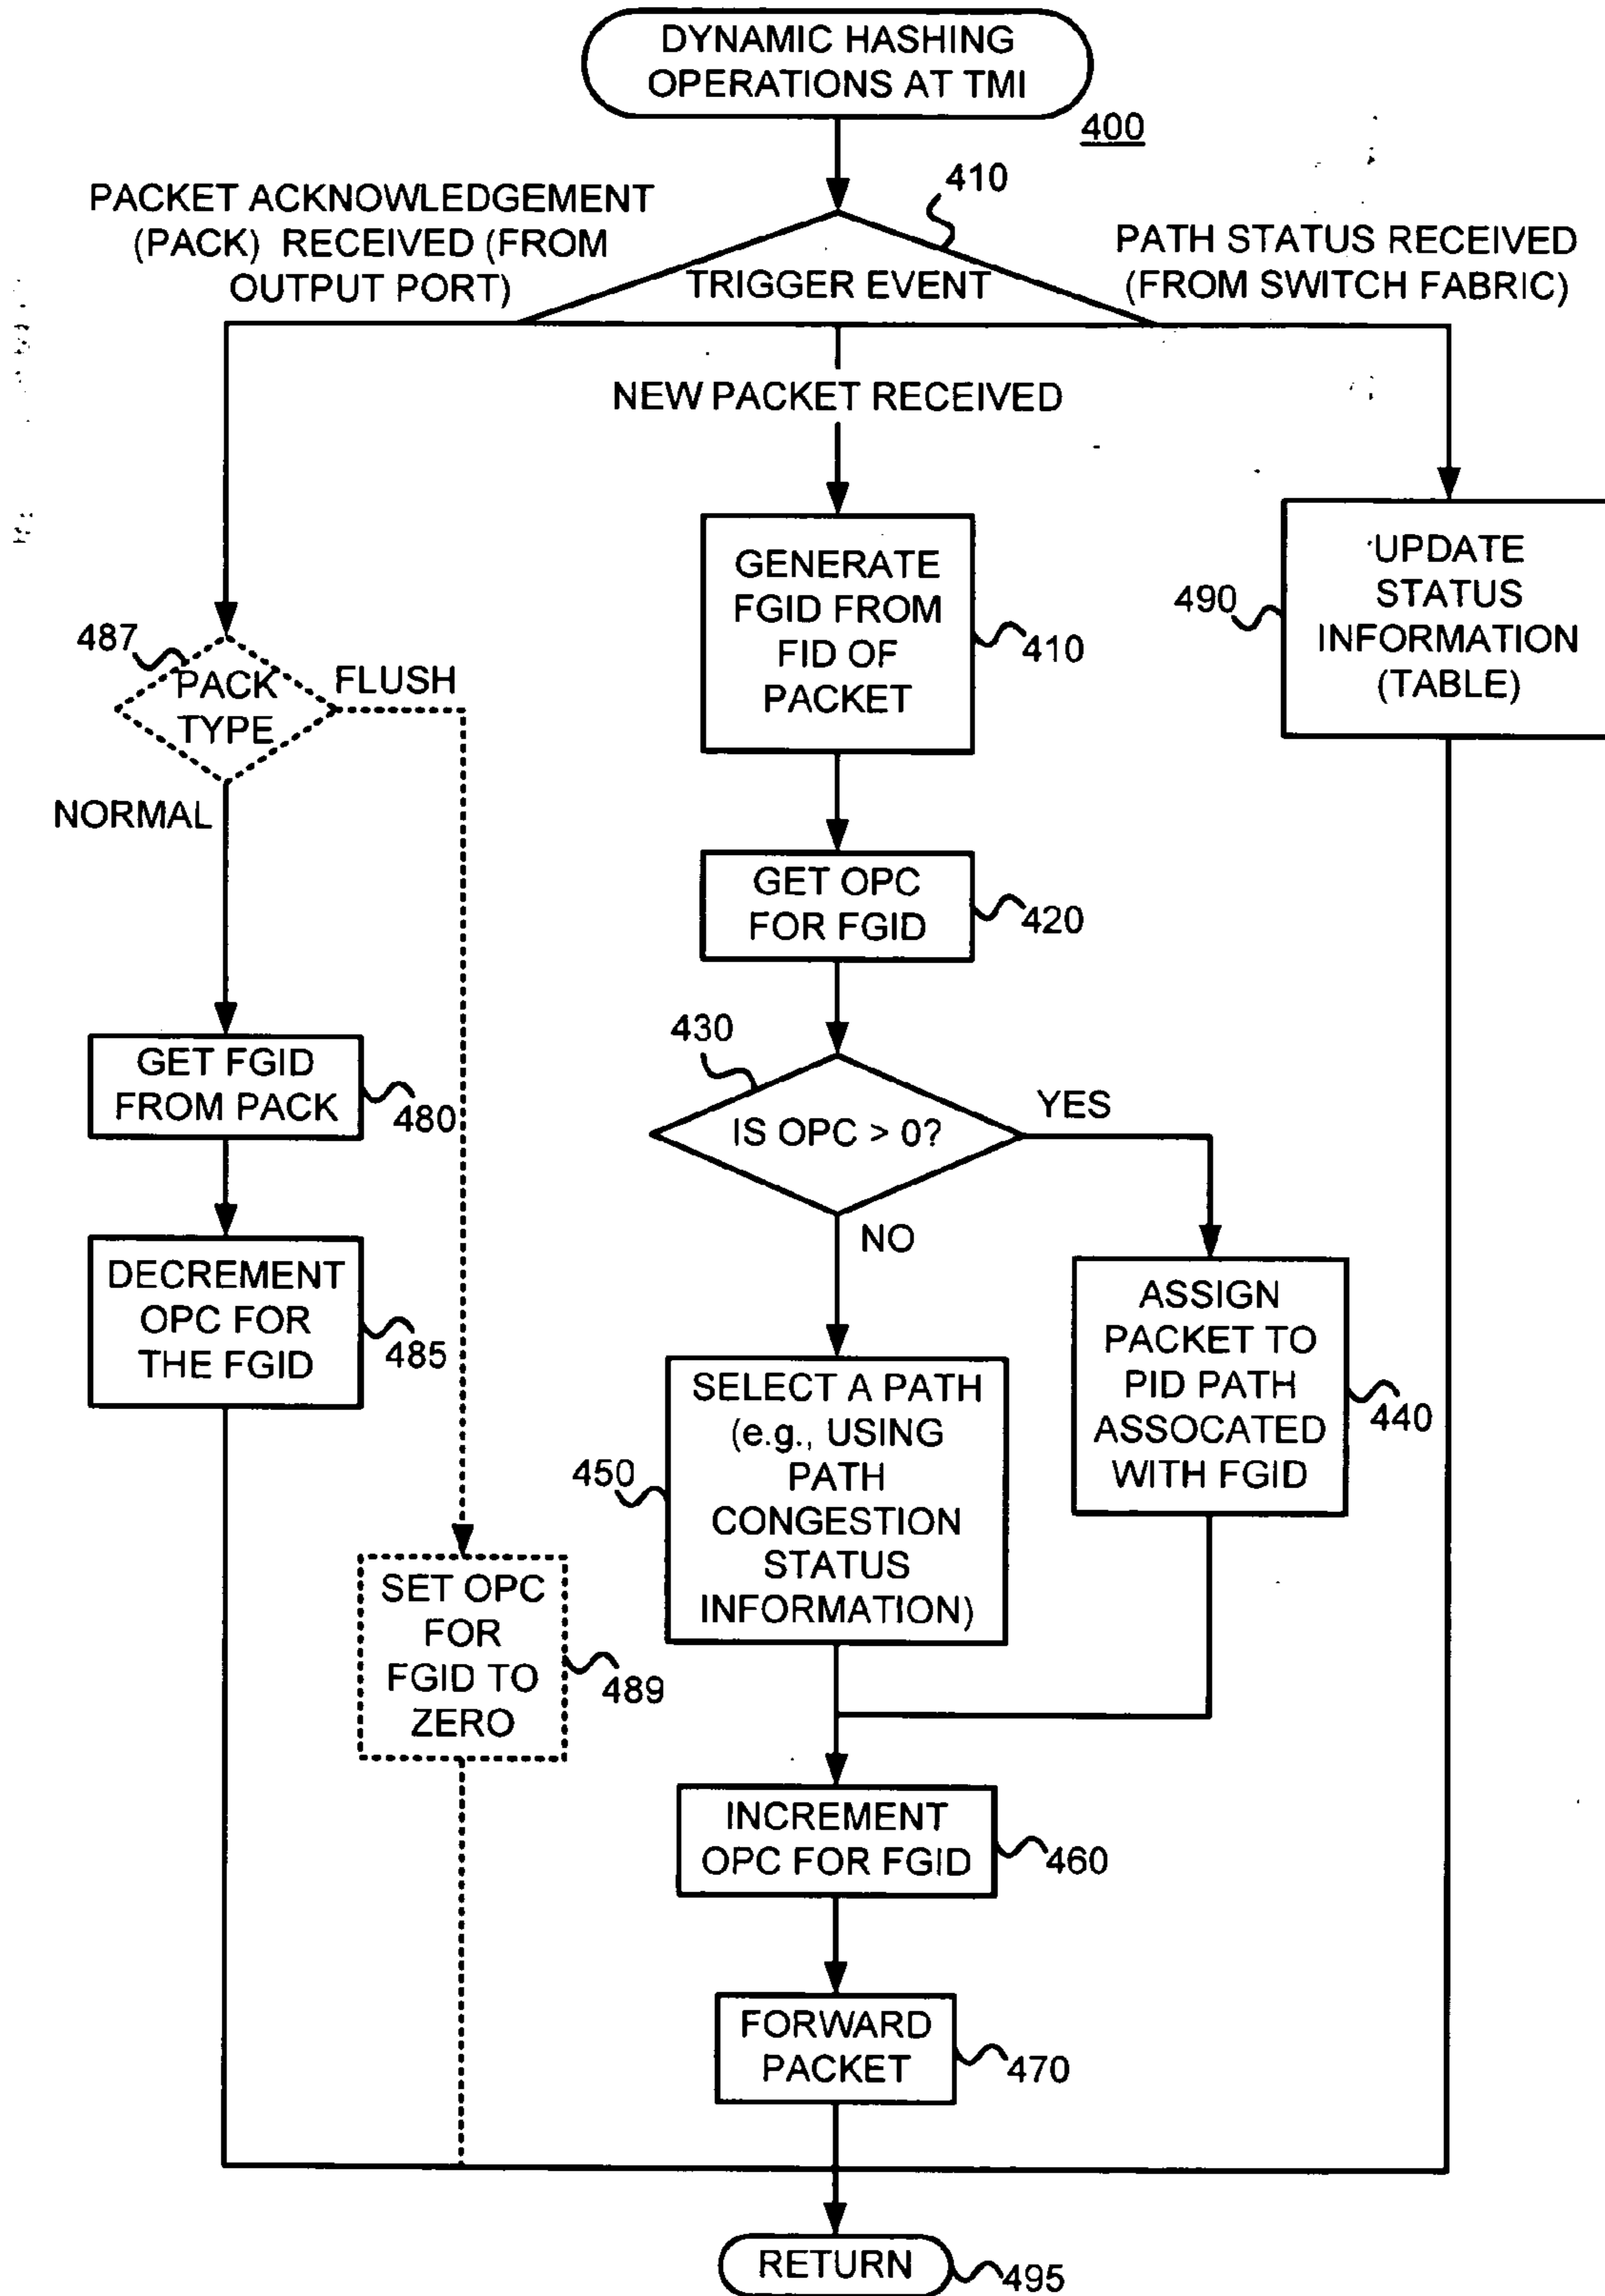 DYNAMIC HASHING
OPERATIONS AT TMI
400
410
PACKET ACKNOWLEDGEMENT
(PACK) RECEIVED (FROM
OUTPUT PORT)
TRIGGER EVENT
PATH STATUS RECEIVED
(FROM SWITCH FABRIC)
NEW PACKET RECEIVED
GENERATE
FGID FROM
FID OF
PACKET
410
490
UPDATE
STATUS
INFORMATION
(TABLE)
487
PACK
TYPE
FLUSH
NORMAL
GET OPC
FOR FGID
420
430
IS OPC > 0?
YES
NO
GET FGID
FROM PACK
480
DECREMENT
OPC FOR
THE FGID
485
ASSIGN
PACKET TO
PID PATH
ASSOCATED
WITH FGID
440
450
SELECT A PATH
(e.g., USING
PATH
CONGESTION
STATUS
INFORMATION)
SET OPC
FOR
FGID TO
ZERO
489
INCREMENT
OPC FOR FGID
460
FORWARD
PACKET
470
RETURN
495